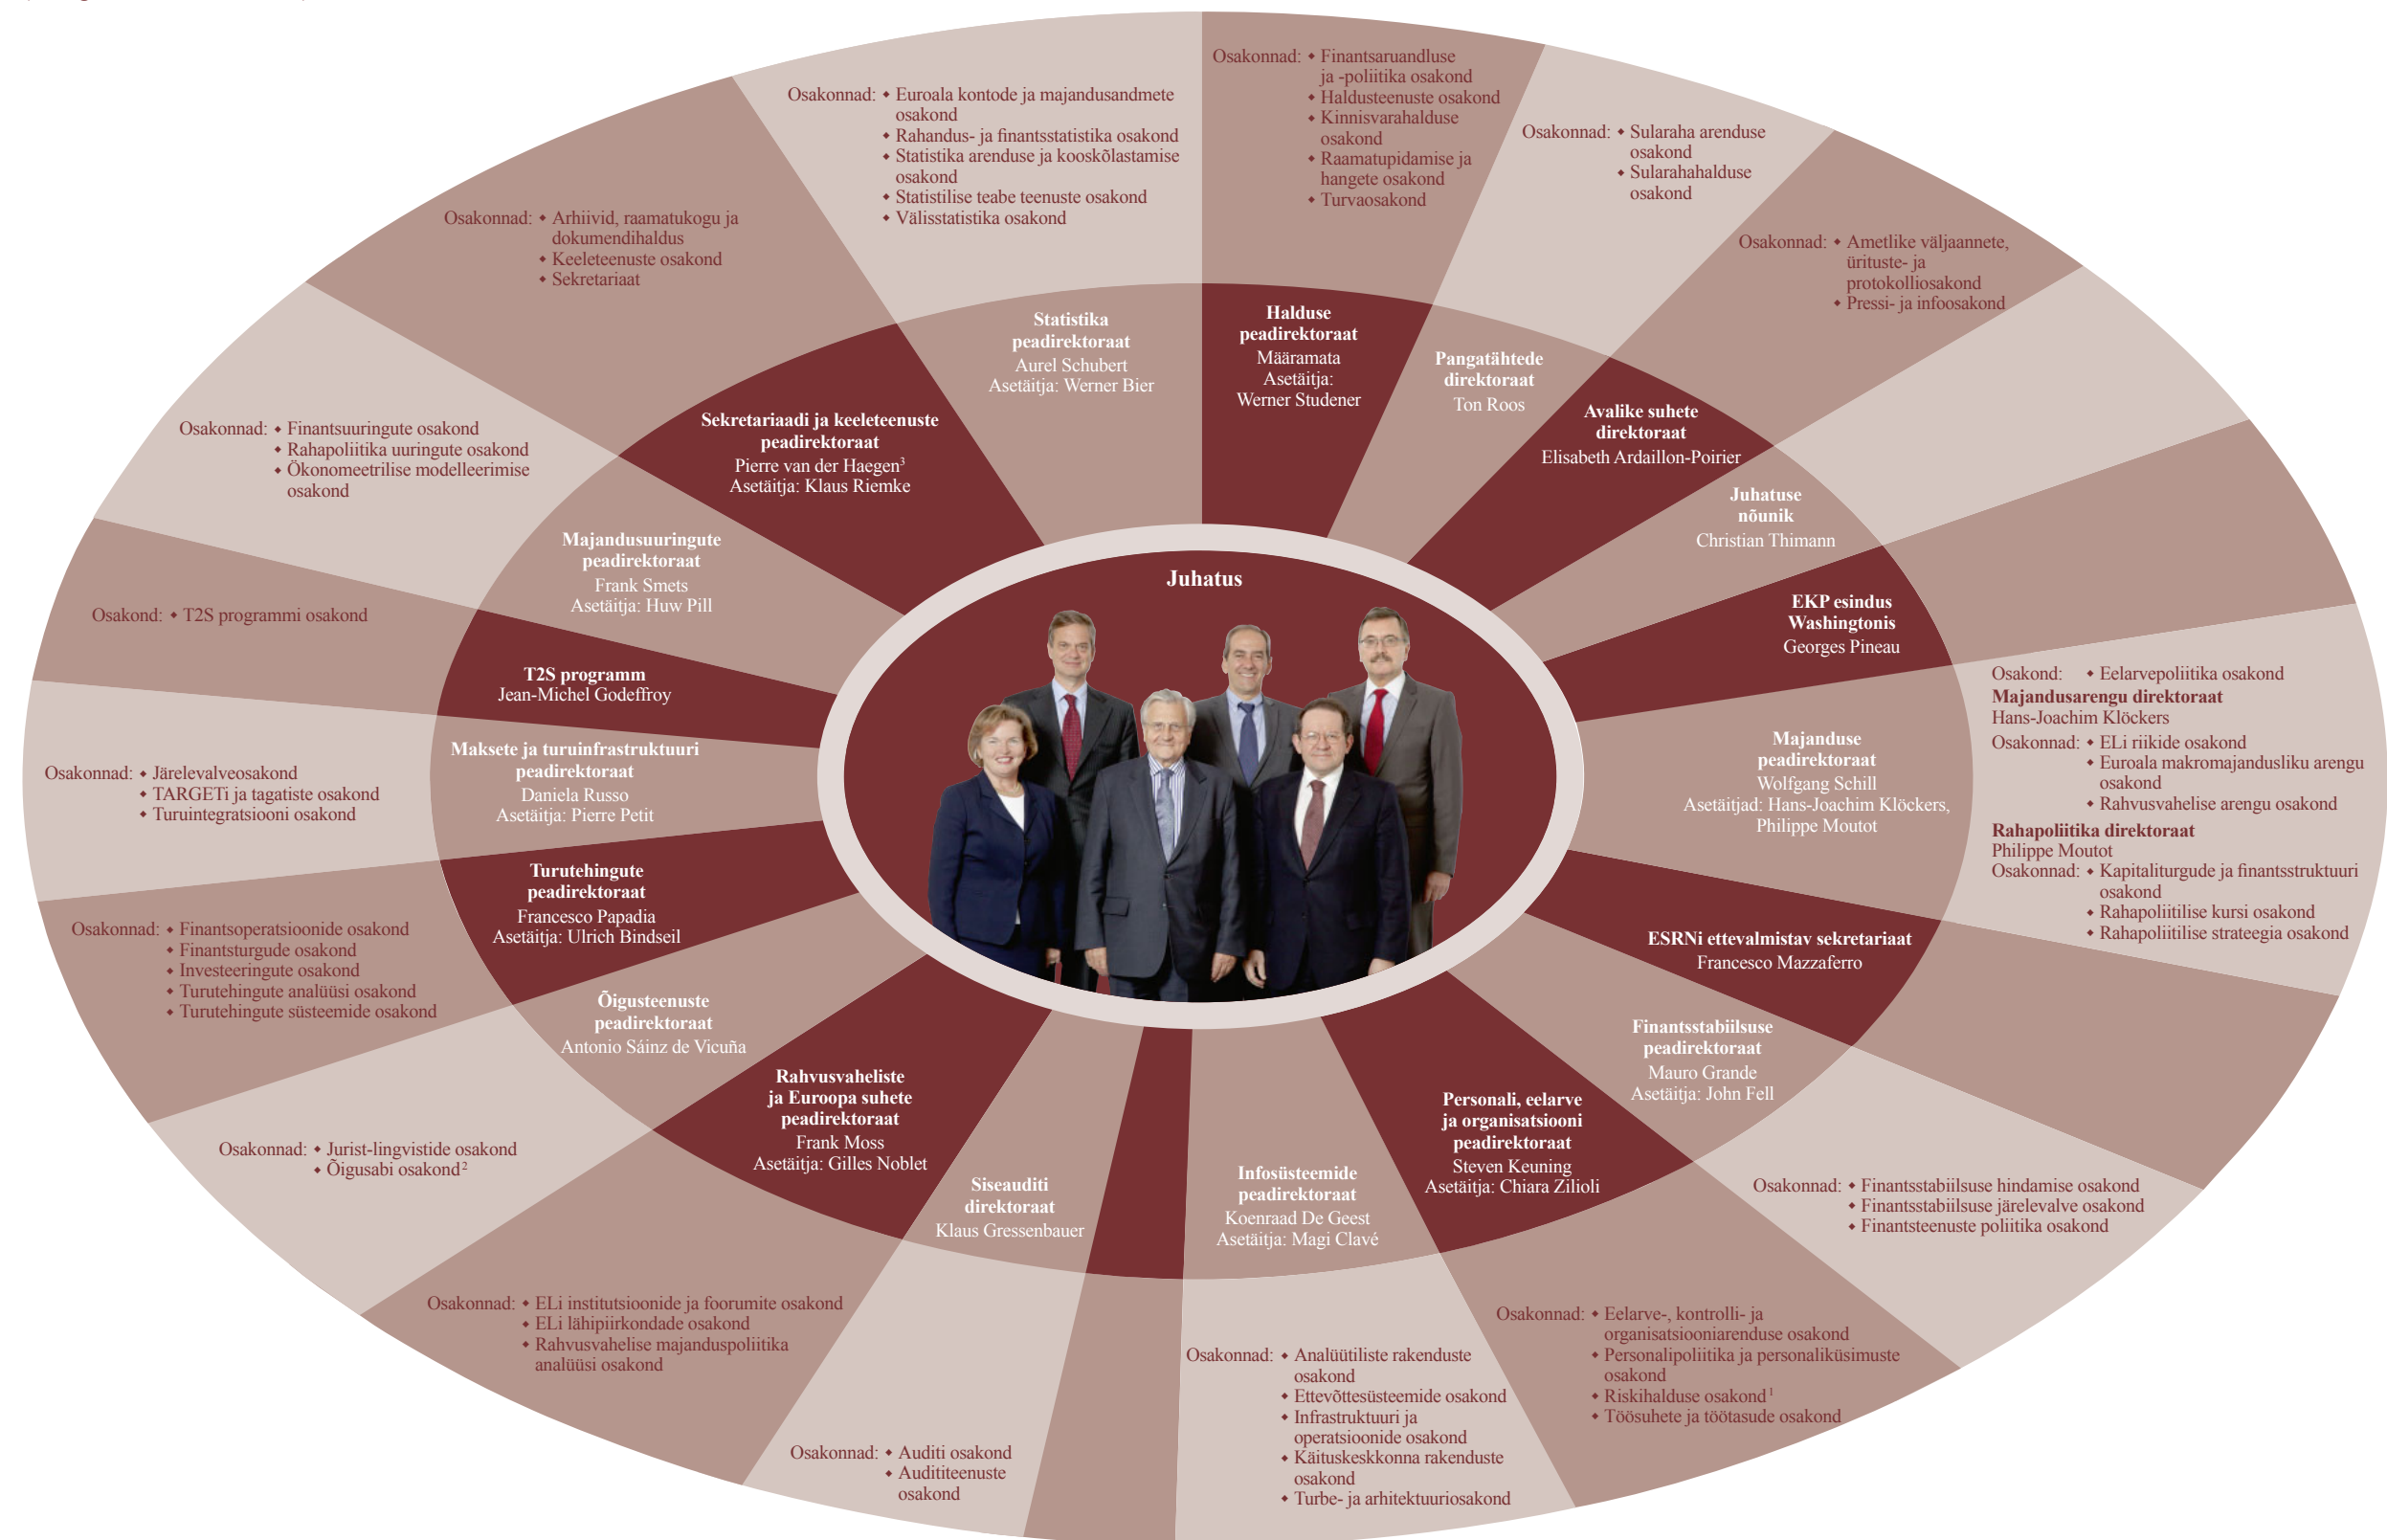 Juhatus
Osakonnad: ◆ Finantsaruandluse
ja -poliitika osakond
◆ Haldusteenuste osakond
◆ Kinnisvarahalduse
osakond
◆ Raamatupidamise ja
hangete osakond
◆ Turvaosakond
Halduse
peadirektoraat
Määramata
Asetäitja:
Werner Studener
Osakonnad: ◆ Sularaha arenduse
osakond
◆ Sularahahalduse
osakond
Pangatähtede
direktoraat
Ton Roos
Osakonnad: ◆ Ametlike väljaannete,
ürituste- ja
protokolliosakond
◆ Pressi- ja infoosakond
Avalike suhete
direktoraat
Elisabeth Ardaillon-Poirier
Juhatuse
nõunik
Christian Thimann
EKP esindus
Washingtonis
Georges Pineau
Majanduse
peadirektoraat
Wolfgang Schill
Asetäitjad: Hans-Joachim Klöckers,
Philippe Moutot
Osakond: ◆ Eelarvepoliitika osakond
Majandusarengu direktoraat
Hans-Joachim Klöckers
Osakonnad: ◆ ELi riikide osakond
◆ Euroala makromajandusliku arengu
osakond
◆ Rahvusvahelise arengu osakond
Rahapoliitika direktoraat
Philippe Moutot
Osakonnad: ◆ Kapitaliturgude ja finantsstruktuuri
osakond
◆ Rahapoliitilise kursi osakond
◆ Rahapoliitilise strateegia osakond
ESRNi ettevalmistav sekretariaat
Francesco Mazzaferro
Finantsstabiilsuse
peadirektoraat
Mauro Grande
Asetäitja: John Fell
Osakonnad: ◆ Finantsstabiilsuse hindamise osakond
◆ Finantsstabiilsuse järelevalve osakond
◆ Finantsteenuste poliitika osakond
Personali, eelarve
ja organisatsiooni
peadirektoraat
Steven Keuning
Asetäitja: Chiara Zilioli
Osakonnad: ◆ Eelarve-, kontrolli- ja
organisatsiooniarenduse osakond
◆ Personalipoliitika ja personaliküsimuste
osakond
◆ Riskihalduse osakond¹
◆ Töösuhete ja töötasude osakond
Infosüsteemide
peadirektoraat
Koenraad De Geest
Asetäitja: Magi Clavé
Osakonnad: ◆ Analüütiliste rakenduste
osakond
◆ Ettevõttesüsteemide osakond
◆ Infrastruktuuri ja
operatsioonide osakond
◆ Käituskeskkonna rakenduste
osakond
◆ Turbe- ja arhitektuuriosakond
Siseauditi
direktoraat
Klaus Gressenbauer
Osakonnad: ◆ Auditi osakond
◆ Audititeenuste
osakond
Rahvusvaheliste
ja Euroopa suhete
peadirektoraat
Frank Moss
Asetäitja: Gilles Noblet
Osakonnad: ◆ ELi institutsioonide ja foorumite osakond
◆ ELi lähipiirkondade osakond
◆ Rahvusvahelise majanduspoliitika
analüüsi osakond
Õigusteenuste
peadirektoraat
Antonio Sáinz de Vicuña
Osakonnad: ◆ Jurist-lingvistide osakond
◆ Õigusabi osakond²
Turutehingute
peadirektoraat
Francesco Papadia
Asetäitja: Ulrich Bindseil
Osakonnad: ◆ Finantsoperatsioonide osakond
◆ Finantsturgude osakond
◆ Investeeringute osakond
◆ Turutehingute analüüsi osakond
◆ Turutehingute süsteemide osakond
Maksete ja turuinfrastruktuuri
peadirektoraat
Daniela Russo
Asetäitja: Pierre Petit
Osakonnad: ◆ Järelevalveosakond
◆ TARGETi ja tagatiste osakond
◆ Turuintegratsiooni osakond
T2S programm
Jean-Michel Godeffroy
Osakond: ◆ T2S programmi osakond
Majandusuuringute
peadirektoraat
Frank Smets
Asetäitja: Huw Pill
Osakonnad: ◆ Finantsuuringute osakond
◆ Rahapoliitika uuringute osakond
◆ Ökonomeetrilise modelleerimise
osakond
Sekretariaadi ja keeleteenuste
peadirektoraat
Pierre van der Haegen³
Asetäitja: Klaus Riemke
Osakonnad: ◆ Arhiivid, raamatukogu ja
dokumendihaldus
◆ Keeleteenuste osakond
◆ Sekretariaat
Statistika
peadirektoraat
Aurel Schubert
Asetäitja: Werner Bier
Osakonnad: ◆ Euroala kontode ja majandusandmete
osakond
◆ Rahandus- ja finantsstatistika osakond
◆ Statistika arenduse ja kooskõlastamise
osakond
◆ Statistilise teabe teenuste osakond
◆ Välisstatistika osakond